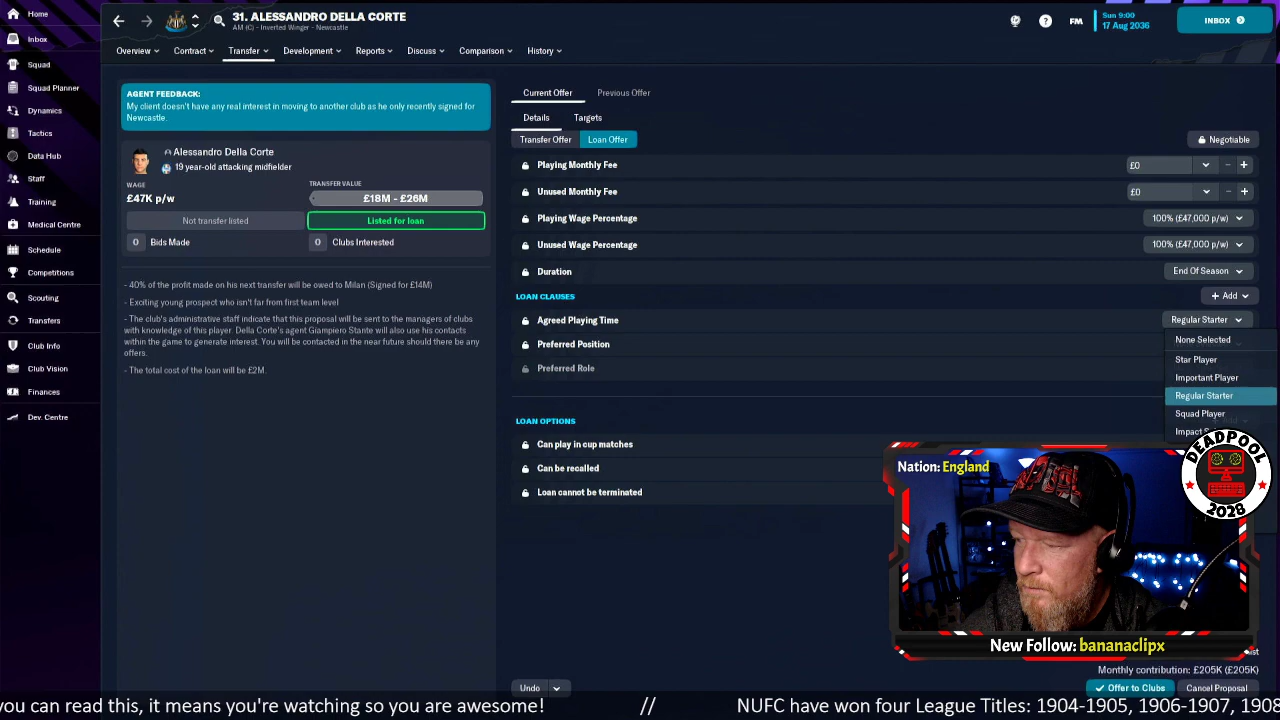 Home
Inbox
Squad
Squad Planner
Dynamics
Tactics
Data Hub
Staff
Training
Medical Centre
Schedule
Competitions
Scouting
Transfers
Club Info
Club Vision
Finances
Dev. Centre
31. ALESSANDRO DELLA CORTE
AM (C) - Inverted Winger - Newcastle
FM
Sun 9:00
17 Aug 2036
INBOX
Overview
Contract
Transfer
Development
Reports
Discuss
Comparison
History
AGENT FEEDBACK:
My client doesn't have any real interest in moving to another club as he only recently signed for
Newcastle.
Alessandro Della Corte
19 year-old attacking midfielder
WAGE
£47K p/w
TRANSFER VALUE
£18M - £26M
Not transfer listed
Listed for loan
0 Bids Made
0 Clubs Interested
- 40% of the profit made on his next transfer will be owed to Milan (Signed for £14M)
- Exciting young prospect who isn't far from first team level
- The club's administrative staff indicate that this proposal will be sent to the managers of clubs
with knowledge of this player. Della Corte's agent Gianpiero Stante will also use his contacts
within the game to generate interest. You will be contacted in the near future should there be any
offers.
- The total cost of the loan will be £2M.
Current Offer
Previous Offer
Details
Targets
Transfer Offer
Loan Offer
Negotiable
Playing Monthly Fee
£0
Unused Monthly Fee
£0
Playing Wage Percentage
100% (£47,000 p/w)
Unused Wage Percentage
100% (£47,000 p/w)
Duration
End Of Season
LOAN CLAUSES
+ Add
Agreed Playing Time
Regular Starter
Preferred Position
Preferred Role
None Selected
Star Player
Important Player
Regular Starter
Squad Player
Impact
LOAN OPTIONS
Can play in cup matches
Can be recalled
Loan cannot be terminated
Nation: England
DEADPOOL
2028
New Follow: bananaclipx
Monthly contribution: £205K (£205K)
Undo
Offer to Clubs
Cancel Proposal
you can read this, it means you're watching so you are awesome!
//
NUFC have won four League Titles: 1904-1905, 1906-1907, 1908